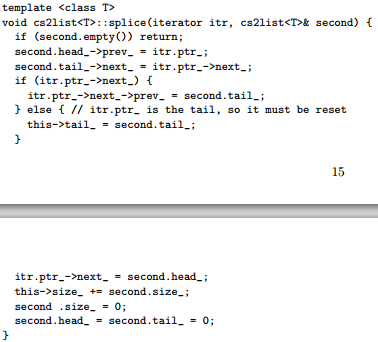 template <class T>
void cs2list<T>::splice(iterator itr, cs2list<T>& second) {
  if (second.empty()) return;
  second.head_->prev_ = itr.ptr_;
  second.tail_->next_ = itr.ptr_->next_;
  if (itr.ptr_->next_) {
    itr.ptr_->next_->prev_ = second.tail_;
  } else { // itr.ptr_ is the tail, so it must be reset
    this->tail_ = second.tail_;
  }
15
  itr.ptr_->next_ = second.head_;
  this->size_ += second.size_;
  second .size_ = 0;
  second.head_ = second.tail_ = 0;
}